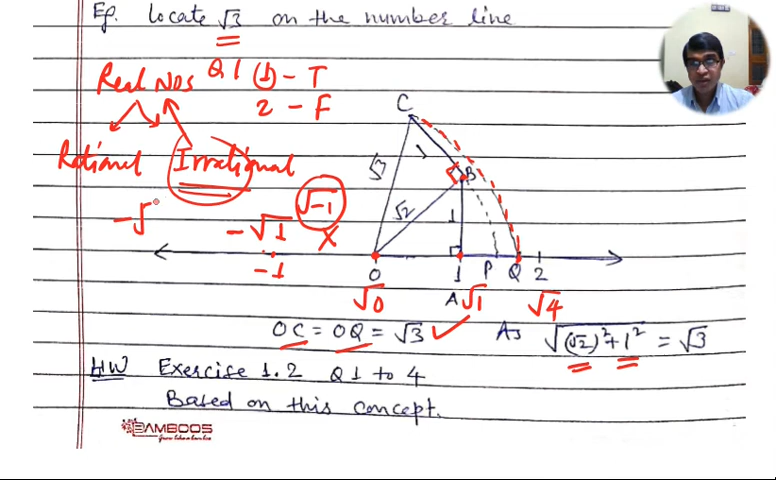 Eg. Locate √3 on the number line
Real Nos Q1 (1) - T
2 - F
C
Rational Irrational
√3 1 B
-√ -√1 √-1 X √2 1
-1 0 1 P Q 2
√0 A √1 √4
OC = OQ = √3 ✓ As √(√2)²+1² = √3
HW Exercise 1.2 Q 1 to 4
Based on this concept.
BAMBOOS